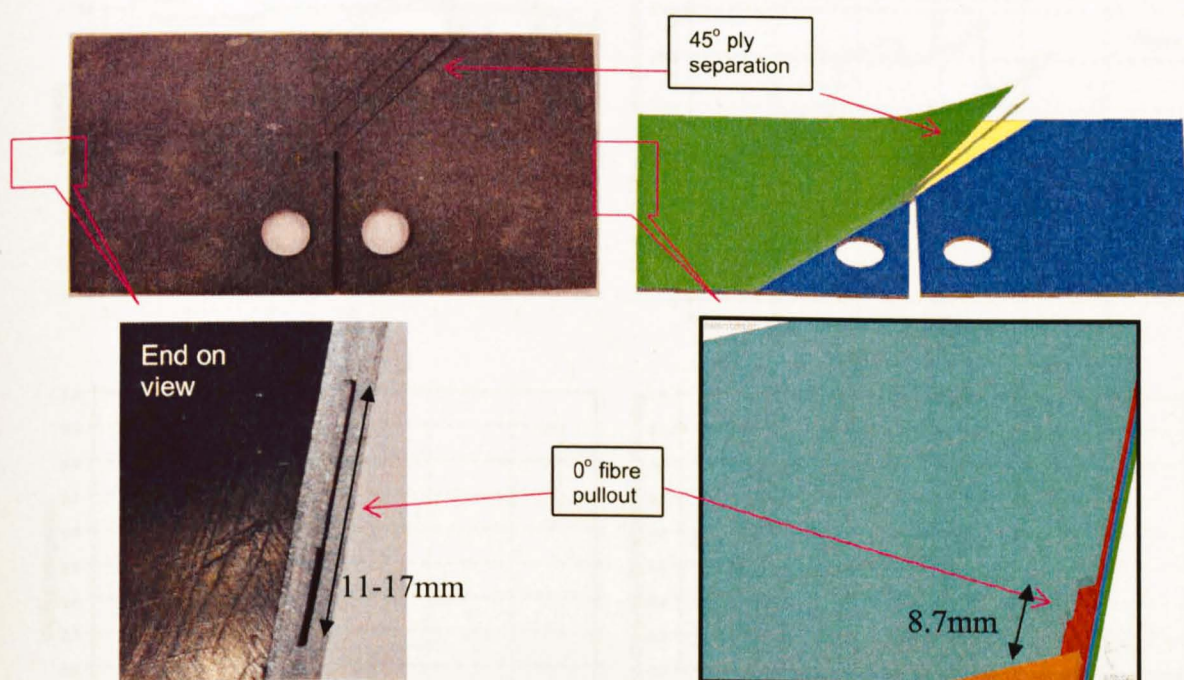 45° ply
separation
End on
view
0° fibre
pullout
11-17mm
8.7mm